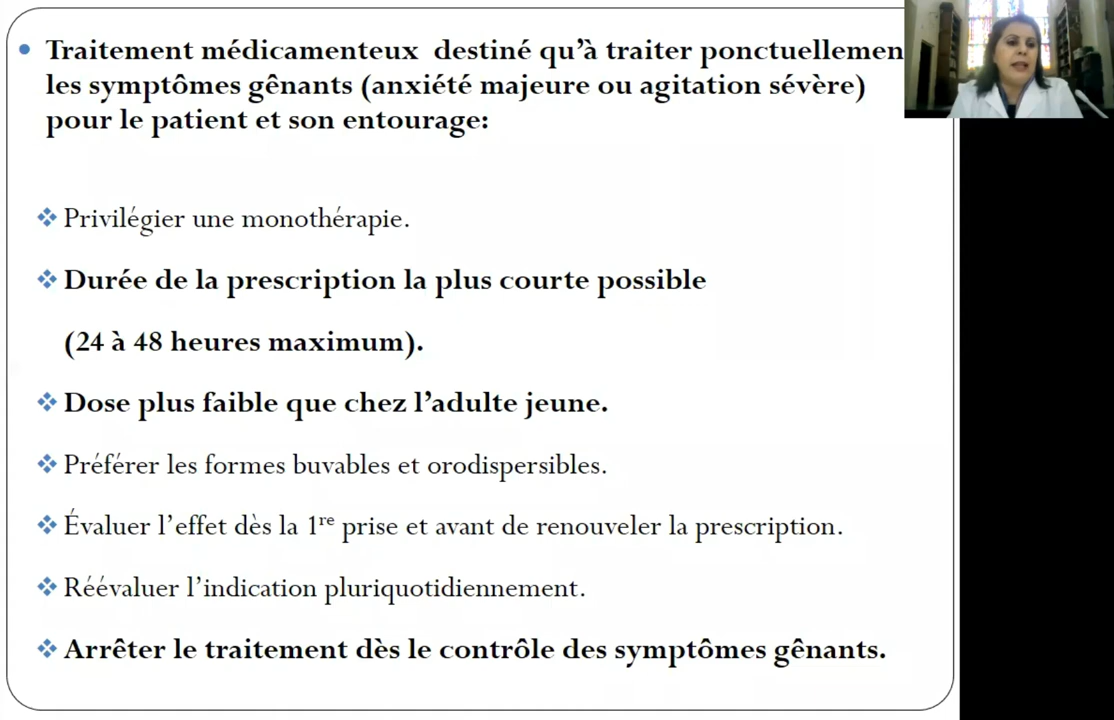 Traitement médicamenteux destiné qu’à traiter ponctuellemen
les symptômes gênants (anxiété majeure ou agitation sévère)
pour le patient et son entourage:
Privilégier une monothérapie.
Durée de la prescription la plus courte possible
(24 à 48 heures maximum).
Dose plus faible que chez l’adulte jeune.
Préférer les formes buvables et orodispersibles.
Évaluer l’effet dès la 1re prise et avant de renouveler la prescription.
Réévaluer l’indication pluriquotidiennement.
Arrêter le traitement dès le contrôle des symptômes gênants.